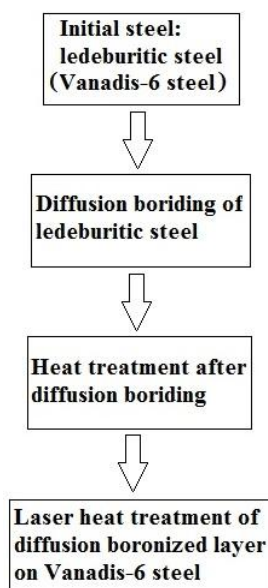 Initial steel:
ledeburitic steel
(Vanadis-6 steel)
Diffusion boriding of
ledeburitic steel
Heat treatment after
diffusion boriding
Laser heat treatment of
diffusion boronized layer
on Vanadis-6 steel